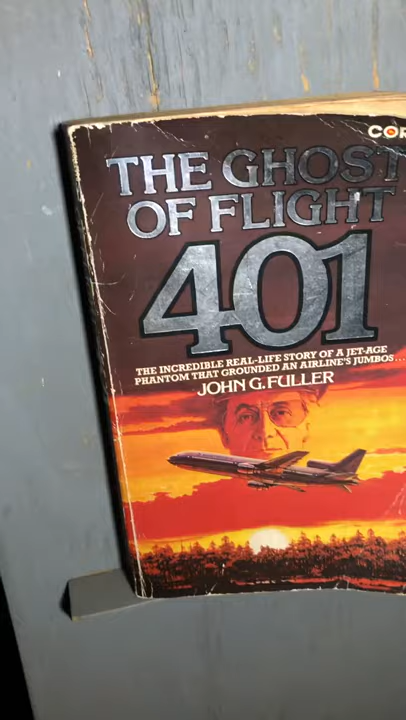 COR
THE GHOST
OF FLIGHT
401
THE INCREDIBLE REAL-LIFE STORY OF A JET-AGE
PHANTOM THAT GROUNDED AN AIRLINE'S JUMBOS...
JOHN G. FULLER